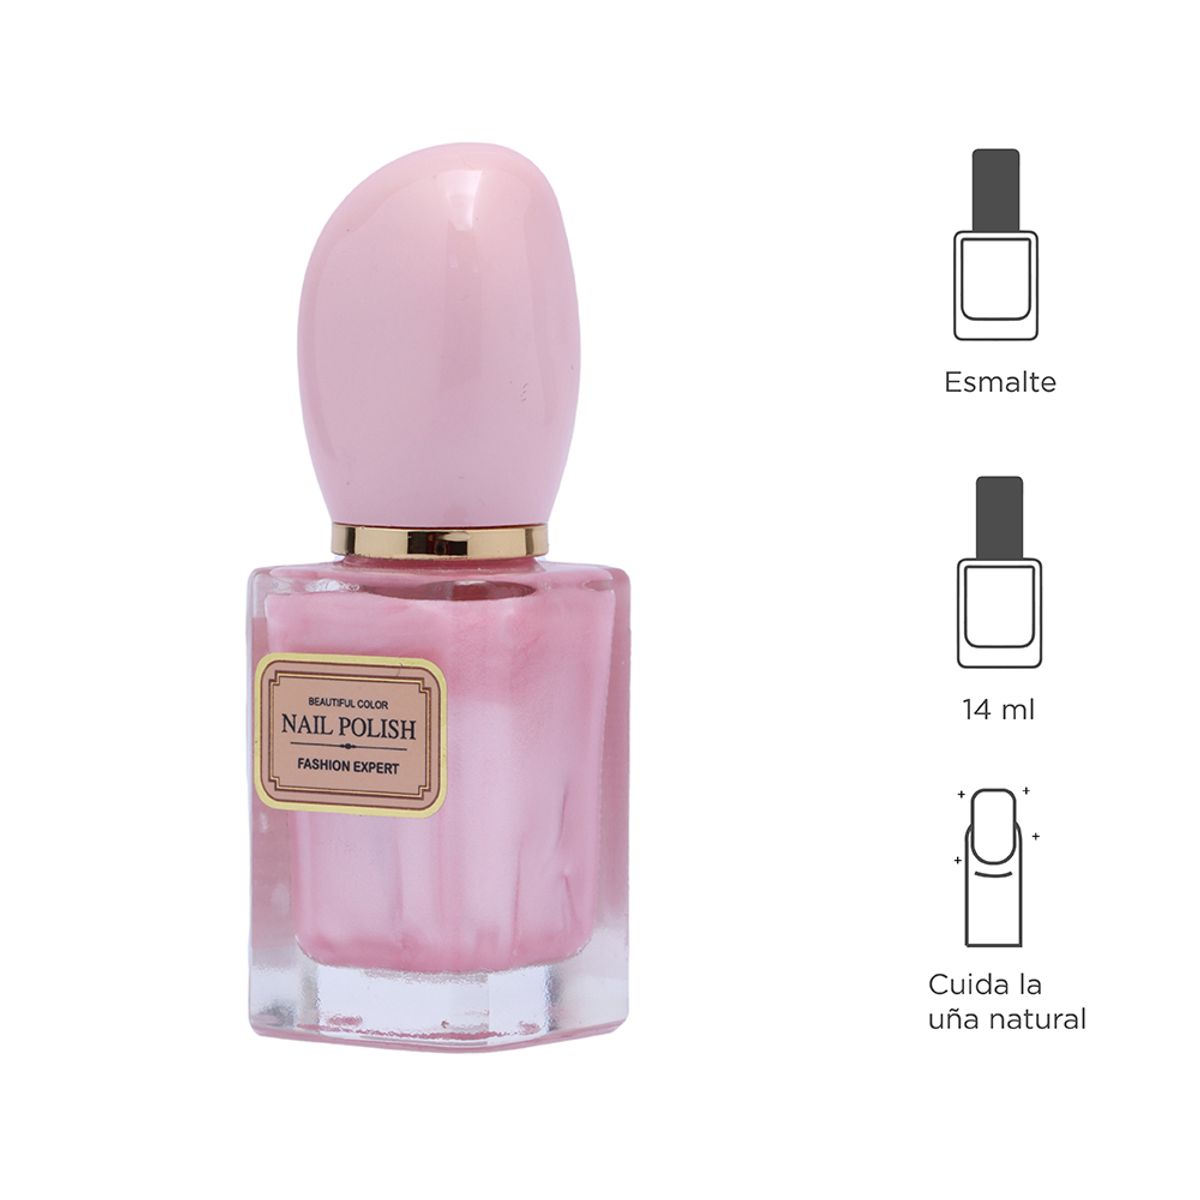 BEAUTIFUL COLOR
NAIL POLISH
FASHION EXPERT
Esmalte
14 ml
Cuida la
uña natural